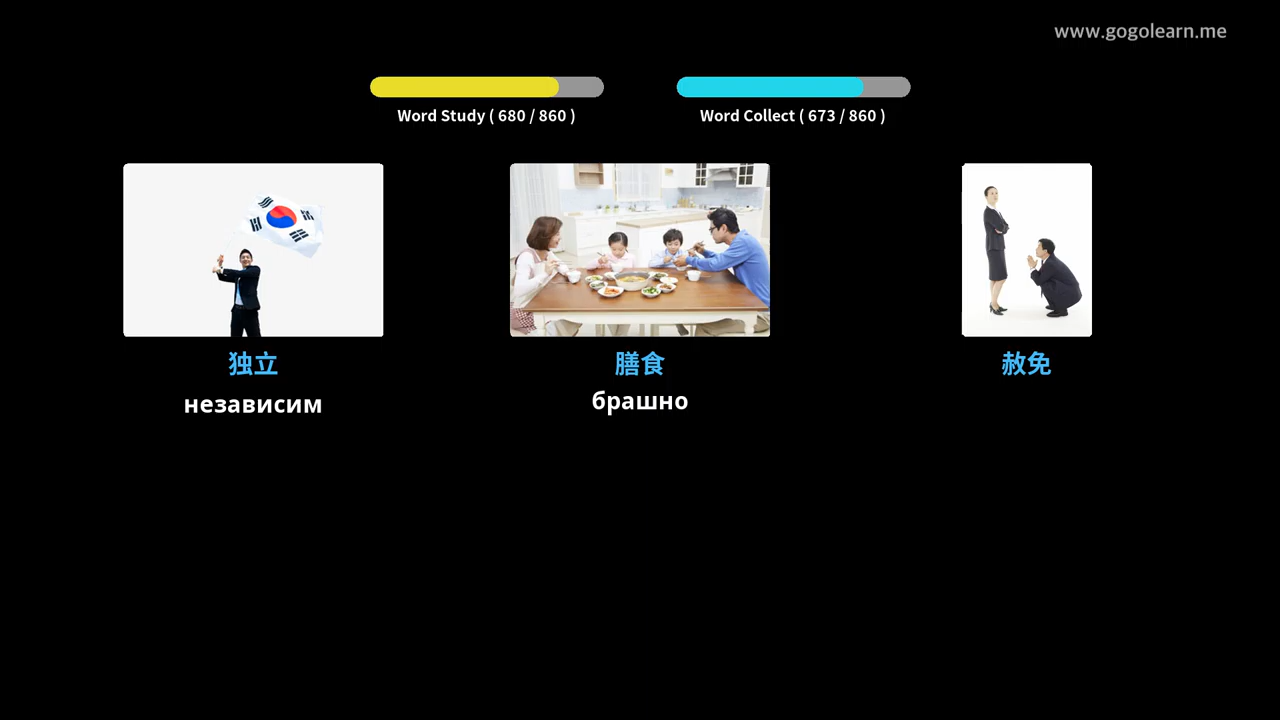 www.gogolearn.me
Word Study ( 680 / 860 )
Word Collect ( 673 / 860 )
独立
膳食
赦免
независим
брашно